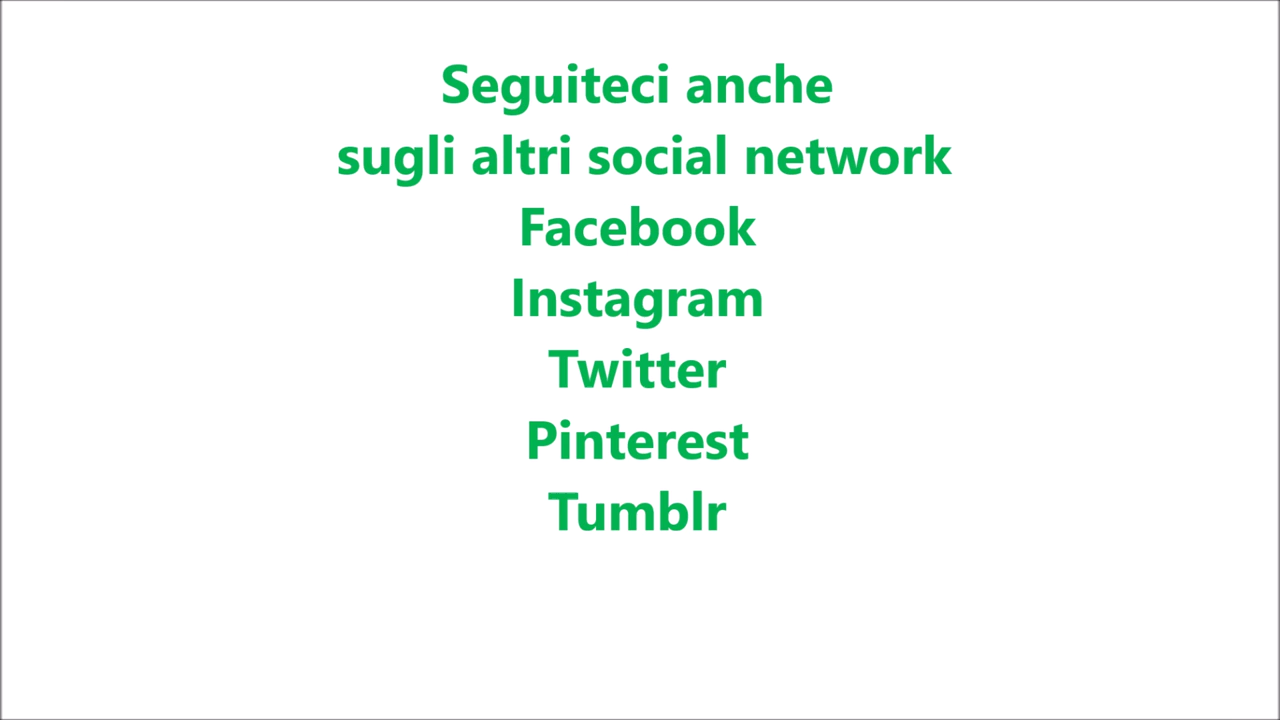 Seguiteci anche
sugli altri social network
Facebook
Instagram
Twitter
Pinterest
Tumblr